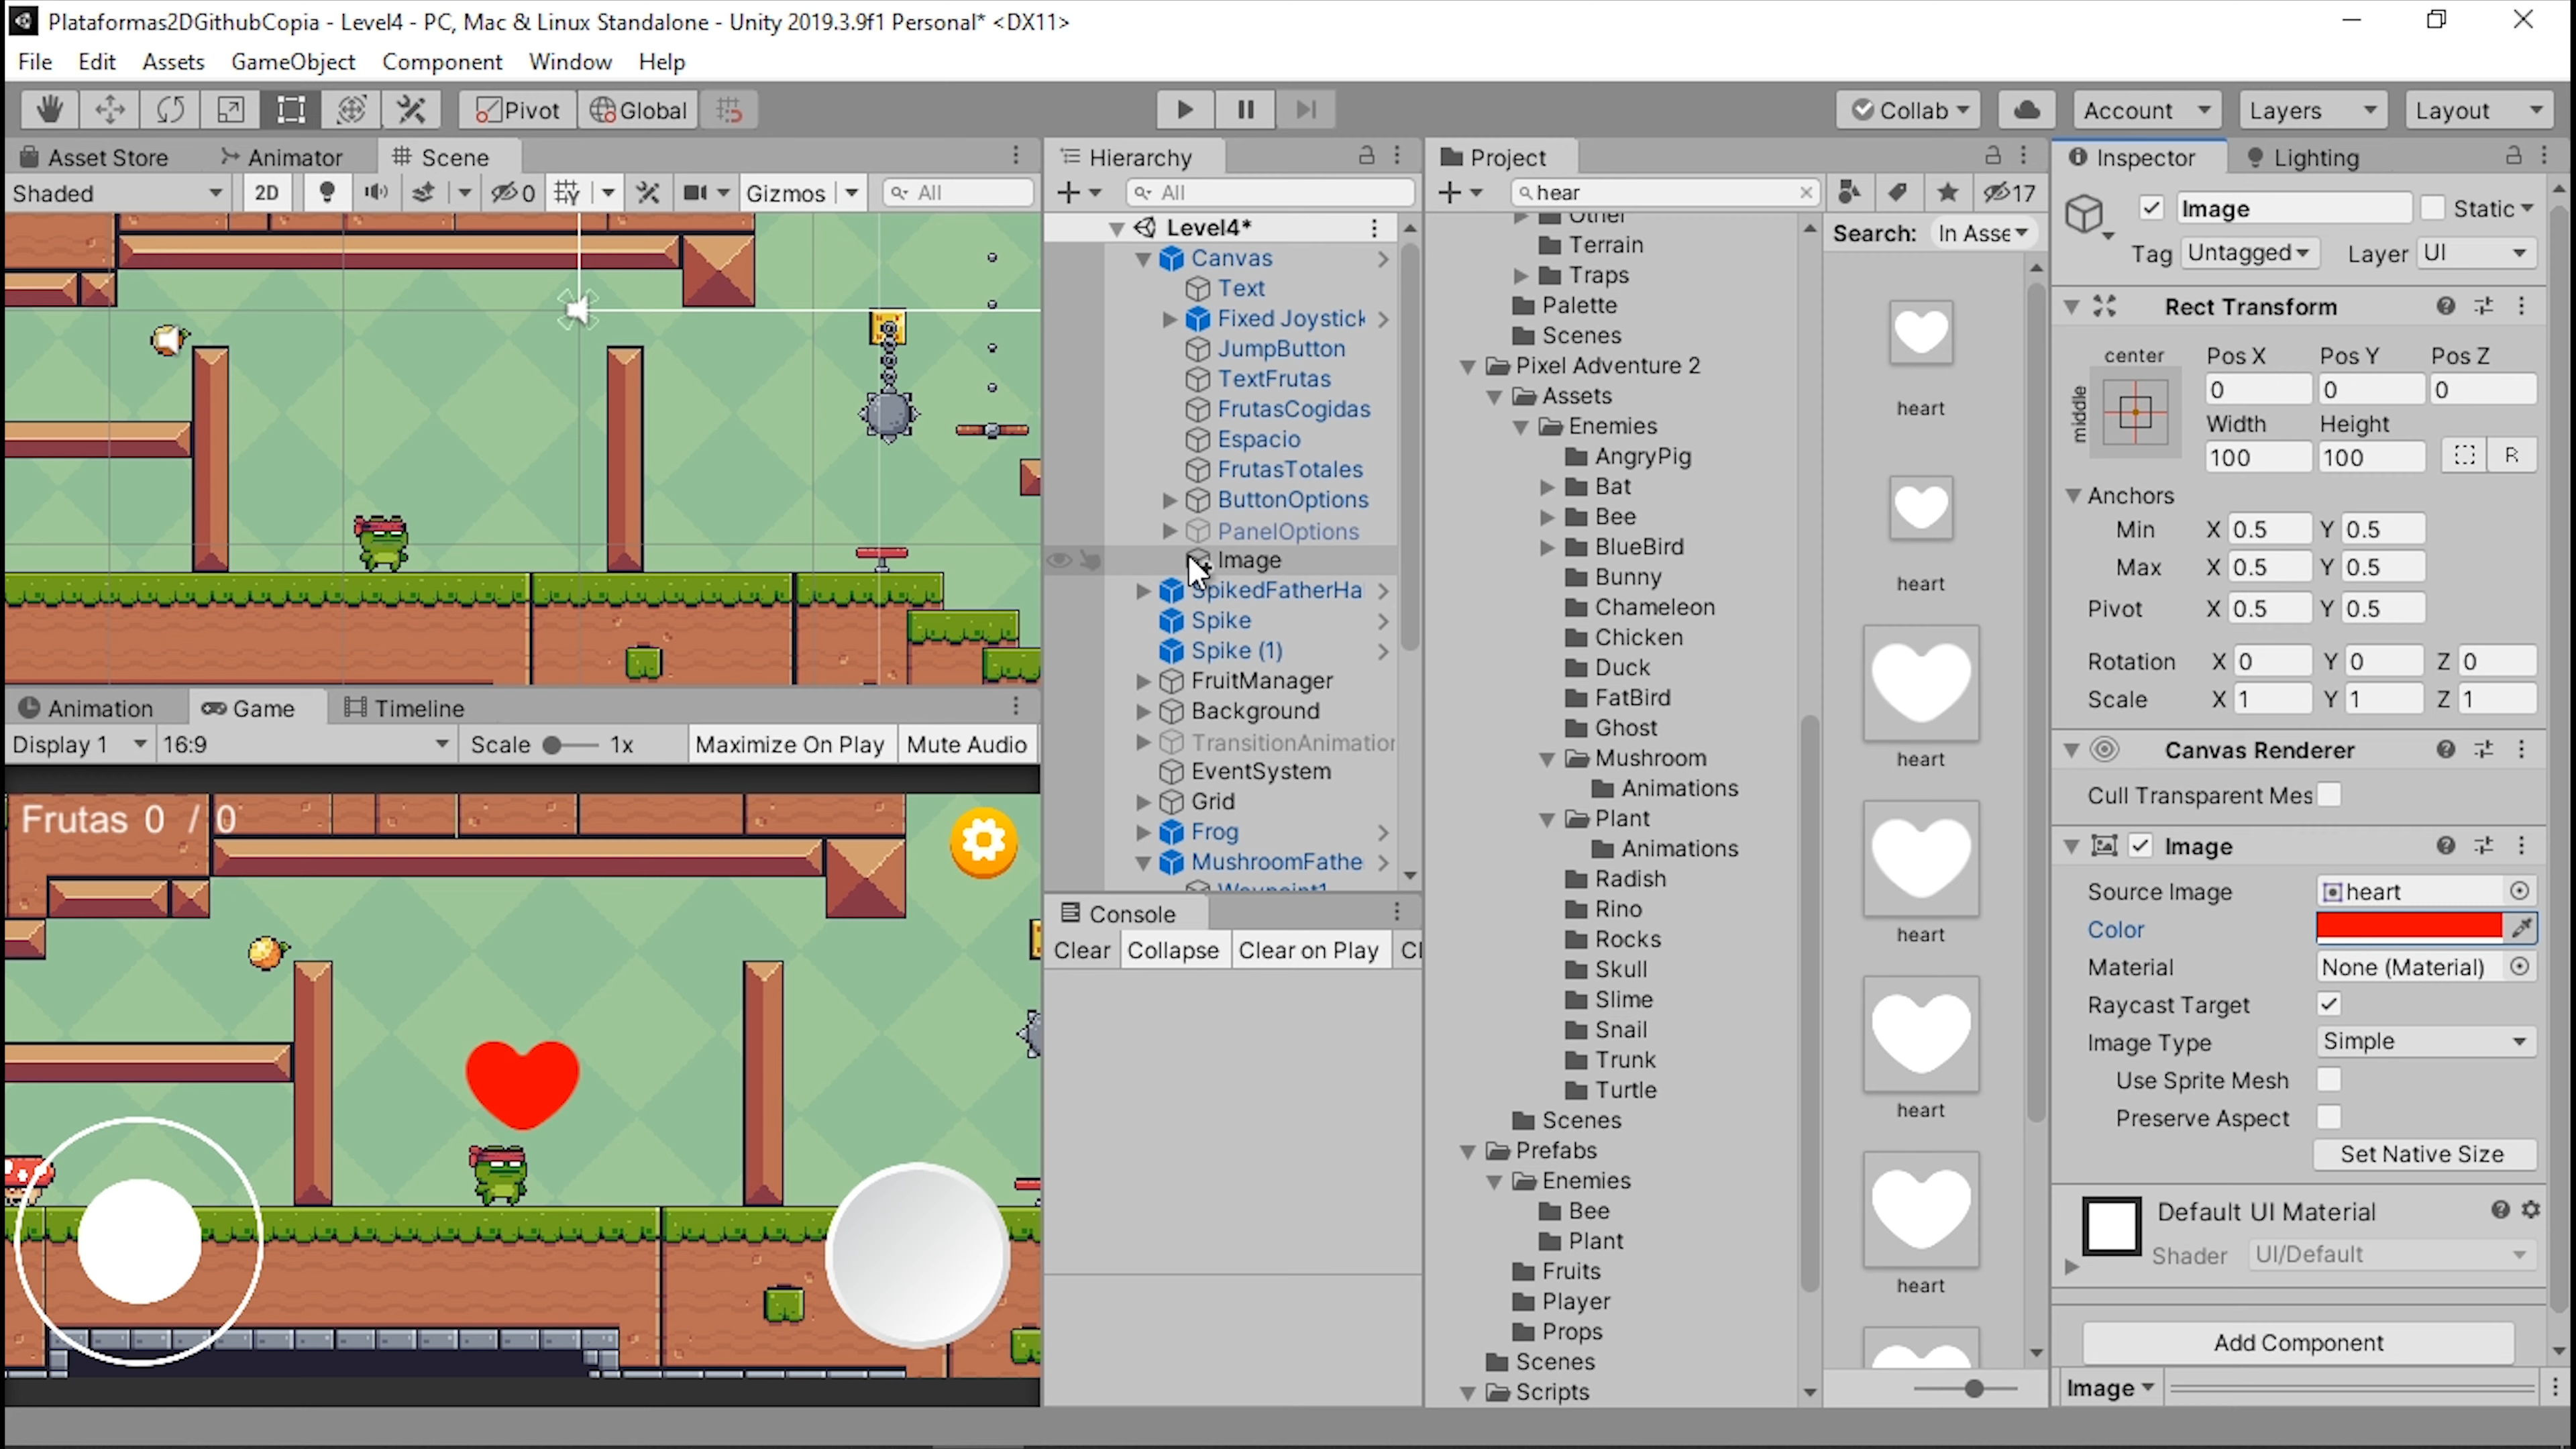 Plataformas2DGithubCopia - Level4 - PC, Mac & Linux Standalone - Unity 2019.3.9f1 Personal* <DX11>
File Edit Assets GameObject Component Window Help
Pivot Global Collab Account Layers Layout
Asset Store Animator Scene
Shaded 2D 0 Gizmos All
Frutas 0 / 0
Animation Game Timeline
Display 1 16:9 Scale 1x Maximize On Play Mute Audio
Hierarchy
All
Level4*
Canvas
Text
Fixed Joystick
JumpButton
TextFrutas
FrutasCogidas
Espacio
FrutasTotales
ButtonOptions
PanelOptions
Image
SpikedFatherHa
Spike
Spike (1)
FruitManager
Background
TransitionAnimation
EventSystem
Grid
Frog
MushroomFathe
Waypoint1
Console
Clear Collapse Clear on Play Cl
Project
hear 17
Other
Terrain
Traps
Palette
Scenes
Pixel Adventure 2
Assets
Enemies
AngryPig
Bat
Bee
BlueBird
Bunny
Chameleon
Chicken
Duck
FatBird
Ghost
Mushroom
Animations
Plant
Animations
Radish
Rino
Rocks
Skull
Slime
Snail
Trunk
Turtle
Scenes
Prefabs
Enemies
Bee
Plant
Fruits
Player
Props
Scenes
Scripts
Search: In Asse
heart
heart
heart
heart
heart
heart
Inspector Lighting
Image Static
Tag Untagged Layer UI
Rect Transform
center Pos X Pos Y Pos Z
middle 0 0 0
Width Height
100 100 R
Anchors
Min X 0.5 Y 0.5
Max X 0.5 Y 0.5
Pivot X 0.5 Y 0.5
Rotation X 0 Y 0 Z 0
Scale X 1 Y 1 Z 1
Canvas Renderer
Cull Transparent Mes
Image
Source Image heart
Color
Material None (Material)
Raycast Target
Image Type Simple
Use Sprite Mesh
Preserve Aspect
Set Native Size
Default UI Material
Shader UI/Default
Add Component
Image